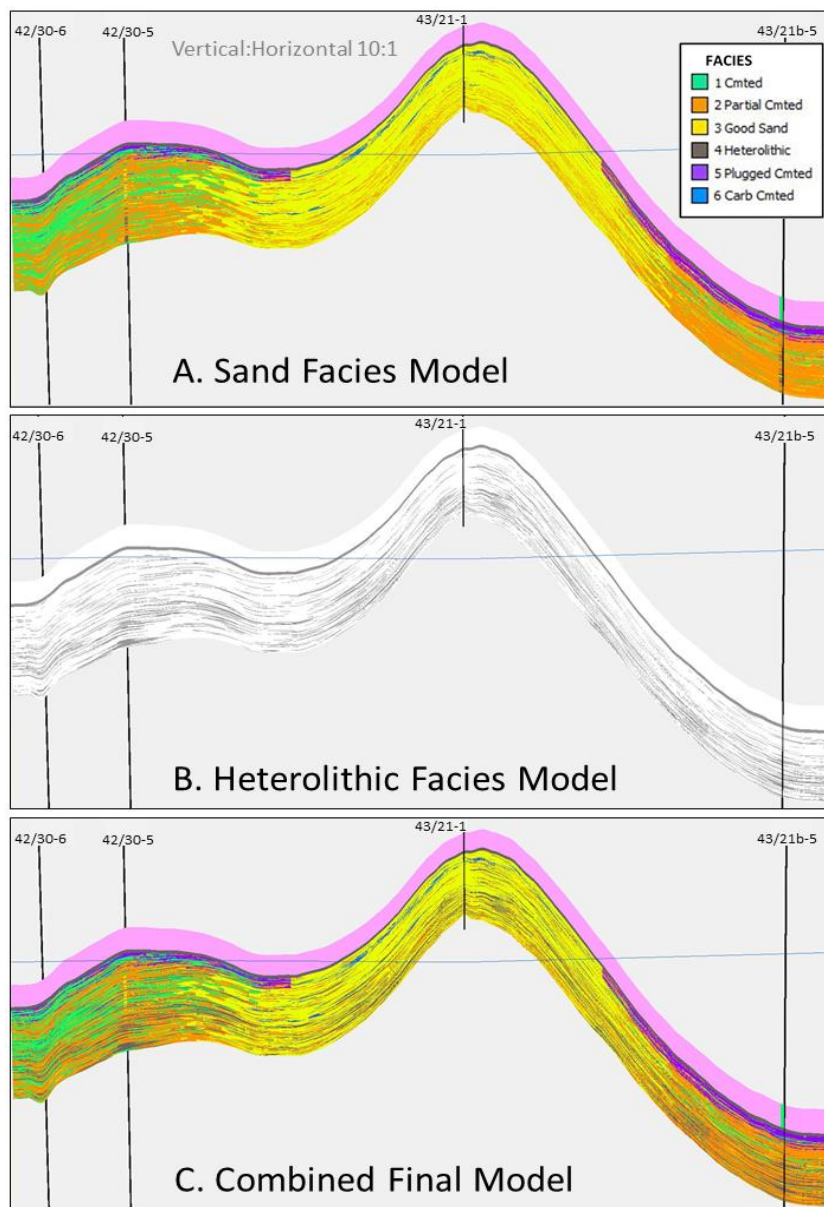 42/30-6 42/30-5 43/21-1 43/21b-5
Vertical:Horizontal 10:1
FACIES
1 Cmted
2 Partial Cmted
3 Good Sand
4 Heterolithic
5 Plugged Cmted
6 Carb Cmted
A. Sand Facies Model
42/30-6 42/30-5 43/21-1 43/21b-5
B. Heterolithic Facies Model
42/30-6 42/30-5 43/21-1 43/21b-5
C. Combined Final Model